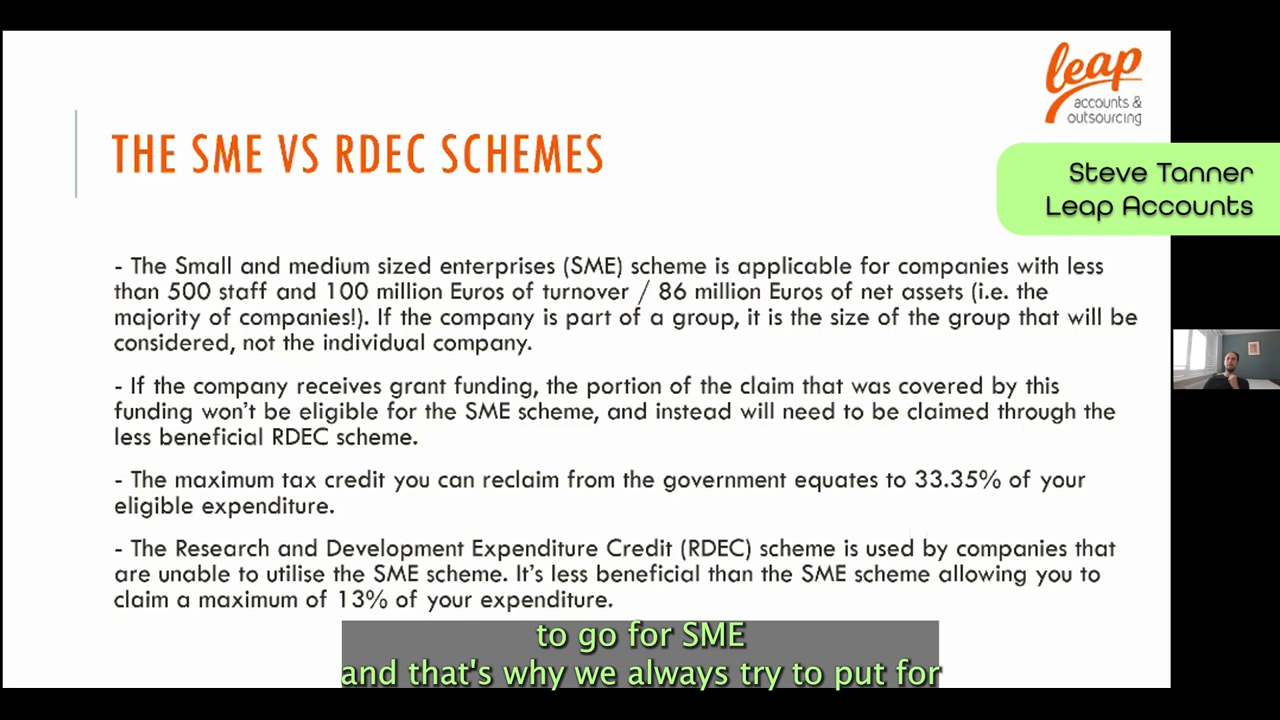 leap
accounts &
outsourcing
THE SME VS RDEC SCHEMES
Steve Tanner
Leap Accounts
- The Small and medium sized enterprises (SME) scheme is applicable for companies with less
than 500 staff and 100 million Euros of turnover / 86 million Euros of net assets (i.e. the
majority of companies!). If the company is part of a group, it is the size of the group that will be
considered, not the individual company.
- If the company receives grant funding, the portion of the claim that was covered by this
funding won't be eligible for the SME scheme, and instead will need to be claimed through the
less beneficial RDEC scheme.
- The maximum tax credit you can reclaim from the government equates to 33.35% of your
eligible expenditure.
- The Research and Development Expenditure Credit (RDEC) scheme is used by companies that
are unable to utilise the SME scheme. It's less beneficial than the SME scheme allowing you to
claim a maximum of 13% of your expenditure.
to go for SME
and that's why we always try to put for